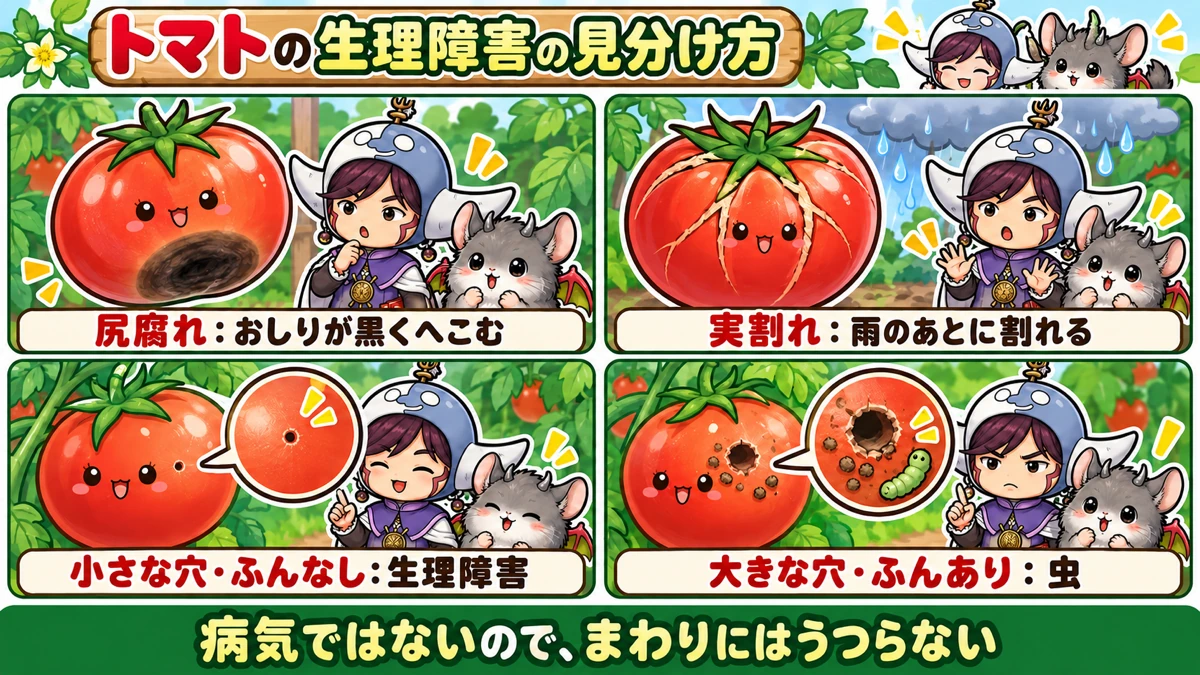 トマトの生理障害の見分け方
尻腐れ：おしりが黒くへこむ
実割れ：雨のあとに割れる
小さな穴・ふんなし：生理障害
大きな穴・ふんあり：虫
病気ではないので、まわりにはうつらない